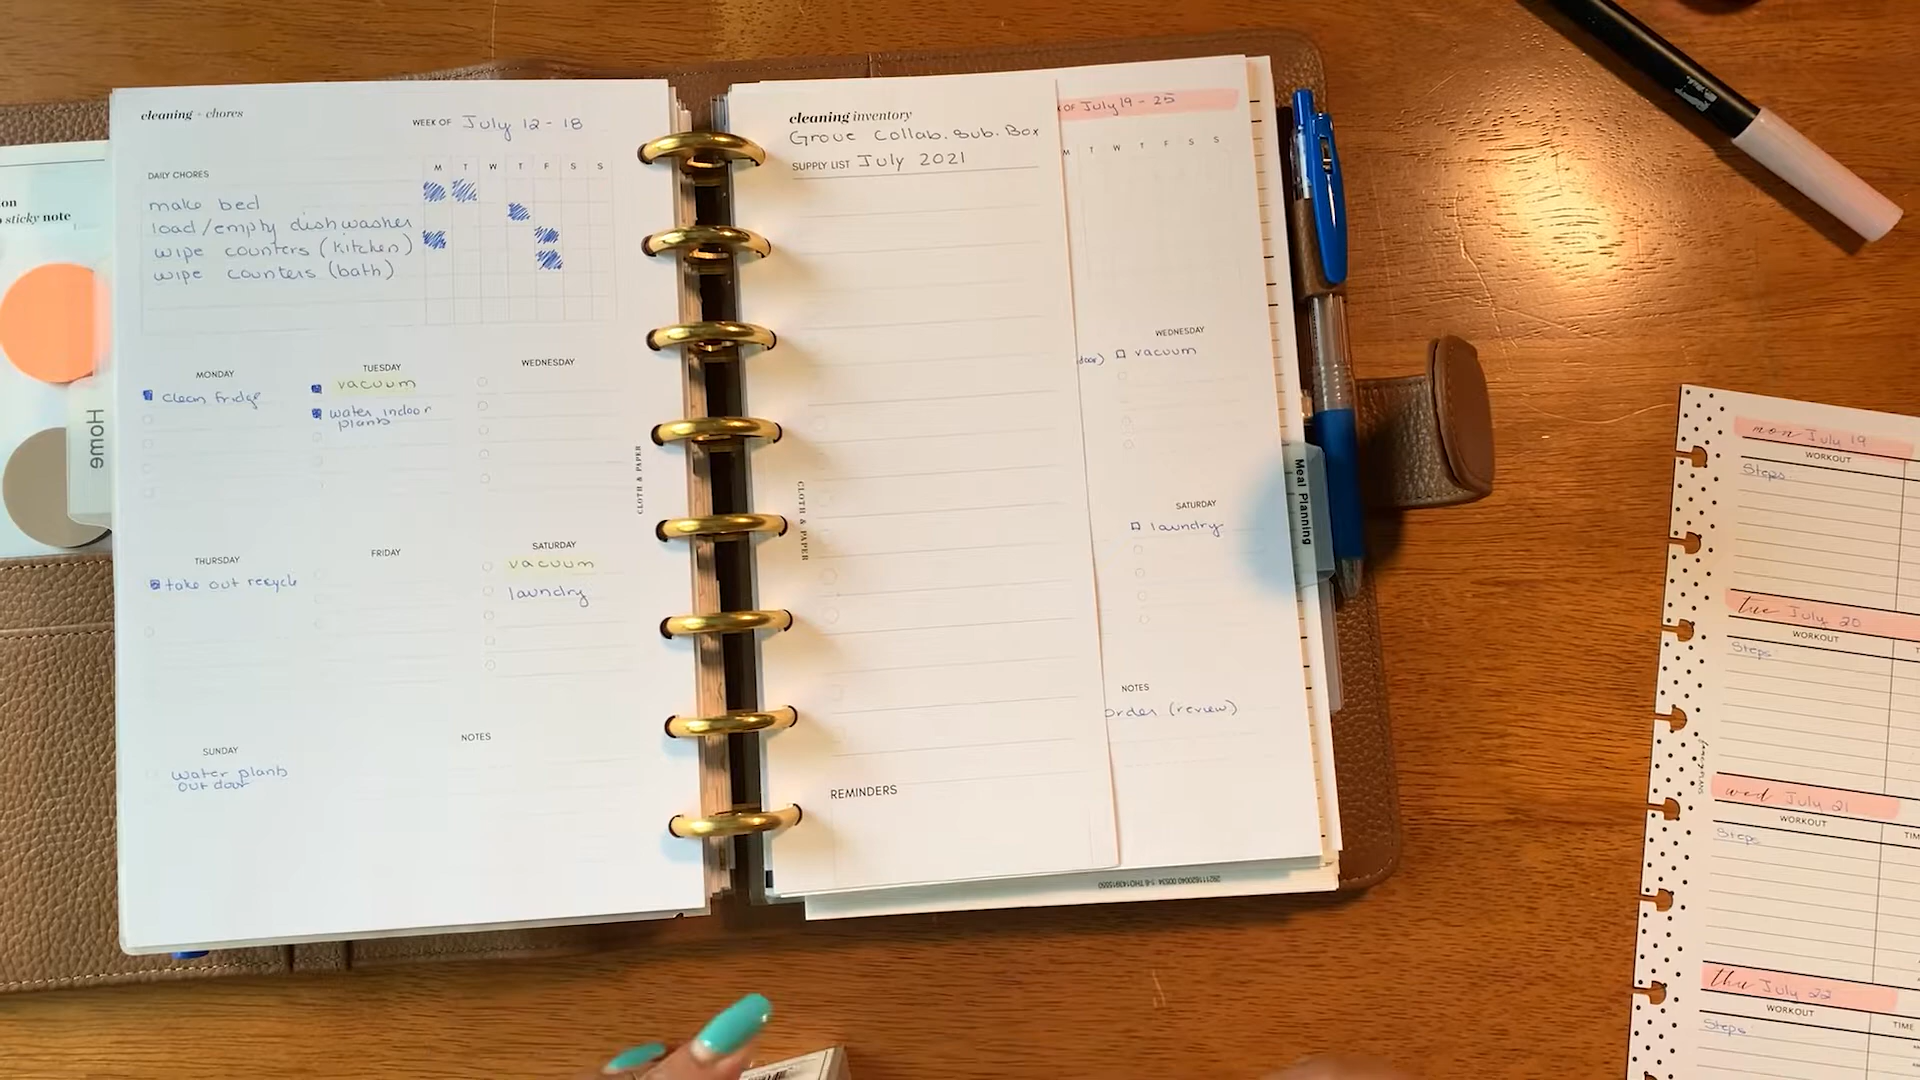 on
sticky note
Home
cleaning + chores
WEEK OF July 12 - 18
DAILY CHORES
M T W T F S S
make bed
load/empty dishwasher
wipe counters (kitchen)
wipe counters (bath)
MONDAY
clean fridge
TUESDAY
vacuum
water indoor
plants
WEDNESDAY
THURSDAY
take out recycle
FRIDAY
SATURDAY
vacuum
laundry
SUNDAY
water plants
outdoor
NOTES
CLOTH & PAPER
cleaning inventory
Grove Collab. Sub. Box
SUPPLY LIST July 2021
CLOTH & PAPER
REMINDERS
OF July 19 - 25
M T W T F S S
WEDNESDAY
door)
vacuum
SATURDAY
laundry
NOTES
order (review)
Meal Planning
mon July 19
WORKOUT
Steps:
tue July 20
WORKOUT
Steps:
wed July 21
WORKOUT
TIM
Steps:
thu July 22
WORKOUT
TIME
Steps: